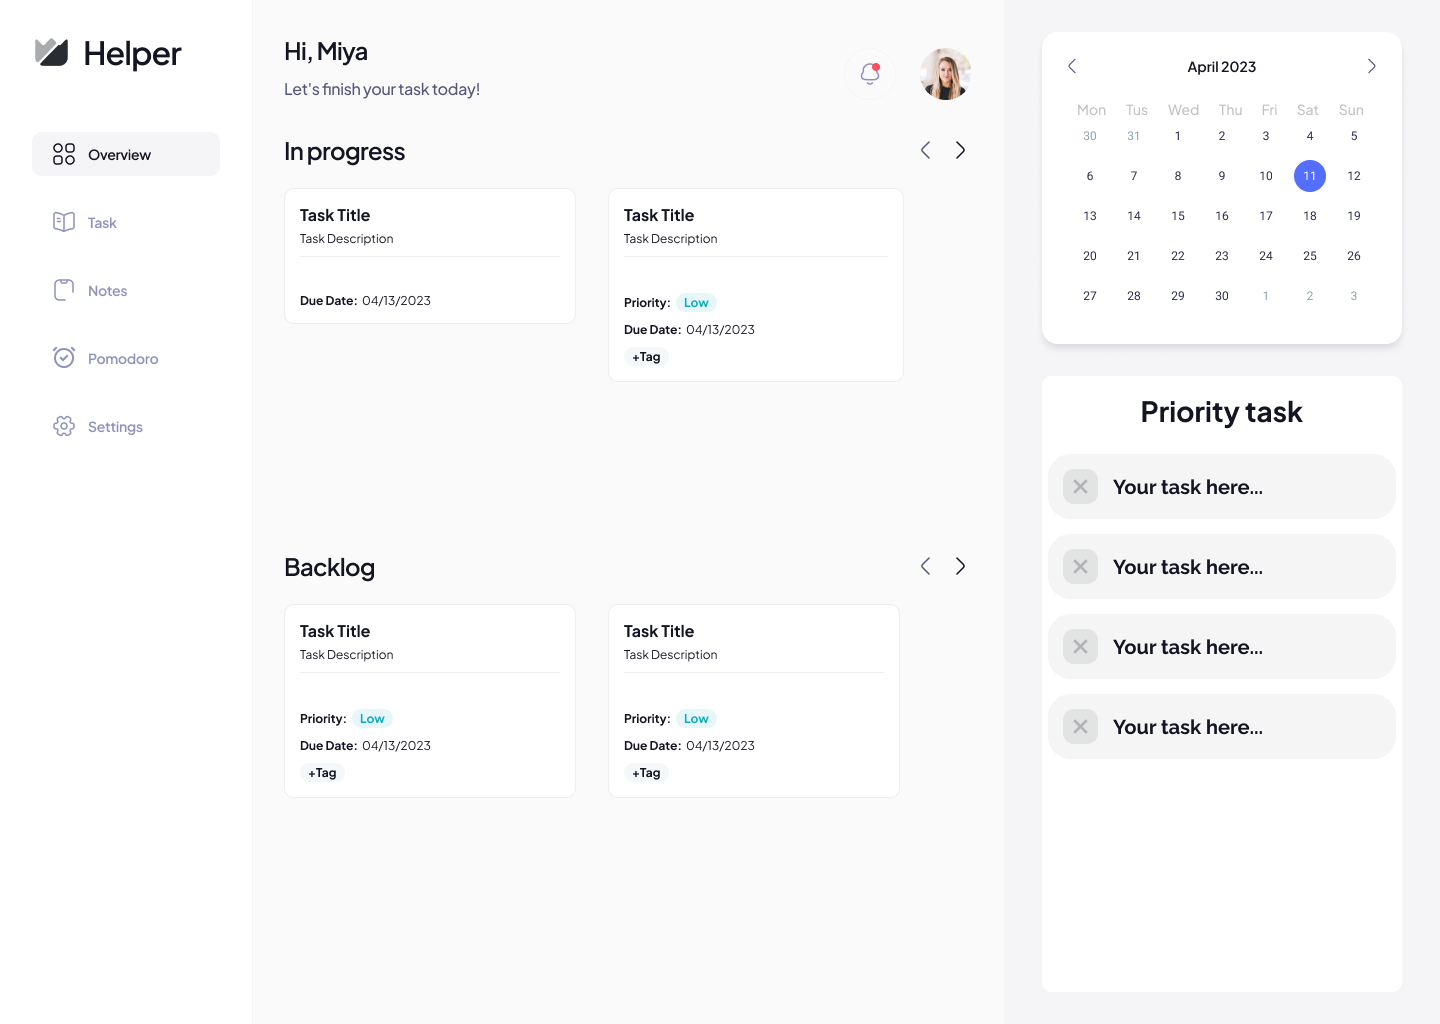 Helper
Overview
Task
Notes
Pomodoro
Settings
Hi, Miya
Let's finish your task today!
In progress
Task Title
Task Description
Due Date: 04/13/2023
Task Title
Task Description
Priority: Low
Due Date: 04/13/2023
+Tag
Backlog
Task Title
Task Description
Priority: Low
Due Date: 04/13/2023
+Tag
Task Title
Task Description
Priority: Low
Due Date: 04/13/2023
+Tag
April 2023
Mon Tus Wed Thu Fri Sat Sun
30 31 1 2 3 4 5
6 7 8 9 10 11 12
13 14 15 16 17 18 19
20 21 22 23 24 25 26
27 28 29 30 1 2 3
Priority task
Your task here...
Your task here...
Your task here...
Your task here...